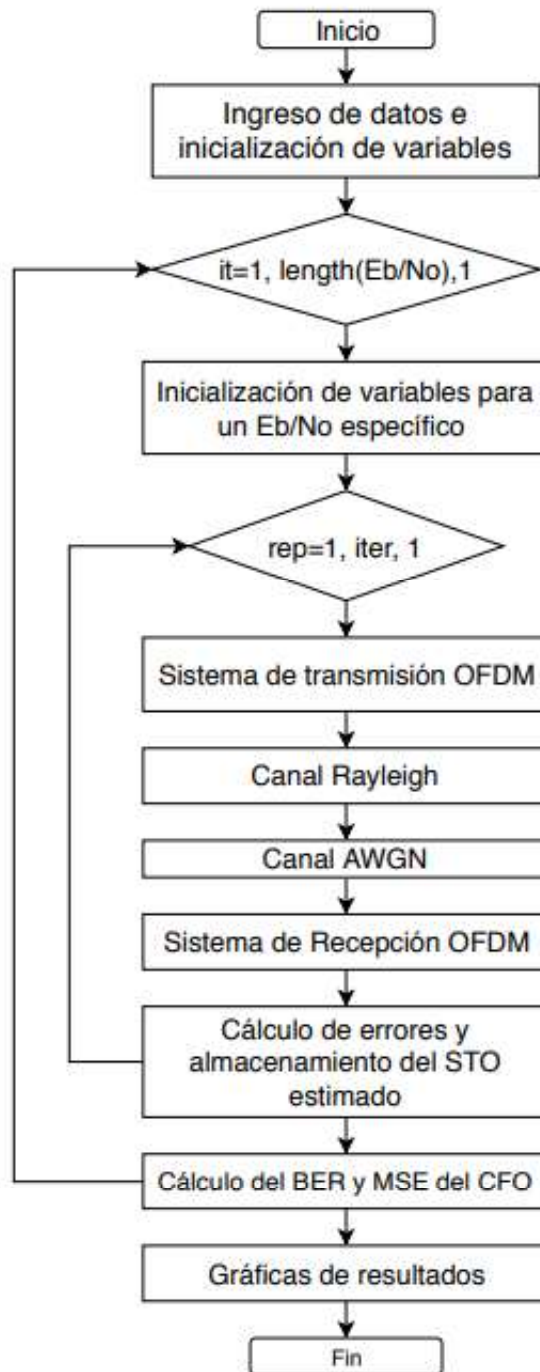 Inicio
Ingreso de datos e
inicialización de variables
it=1, length(Eb/No),1
Inicialización de variables para
un Eb/No específico
rep=1, iter, 1
Sistema de transmisión OFDM
Canal Rayleigh
Canal AWGN
Sistema de Recepción OFDM
Cálculo de errores y
almacenamiento del STO
estimado
Cálculo del BER y MSE del CFO
Gráficas de resultados
Fin